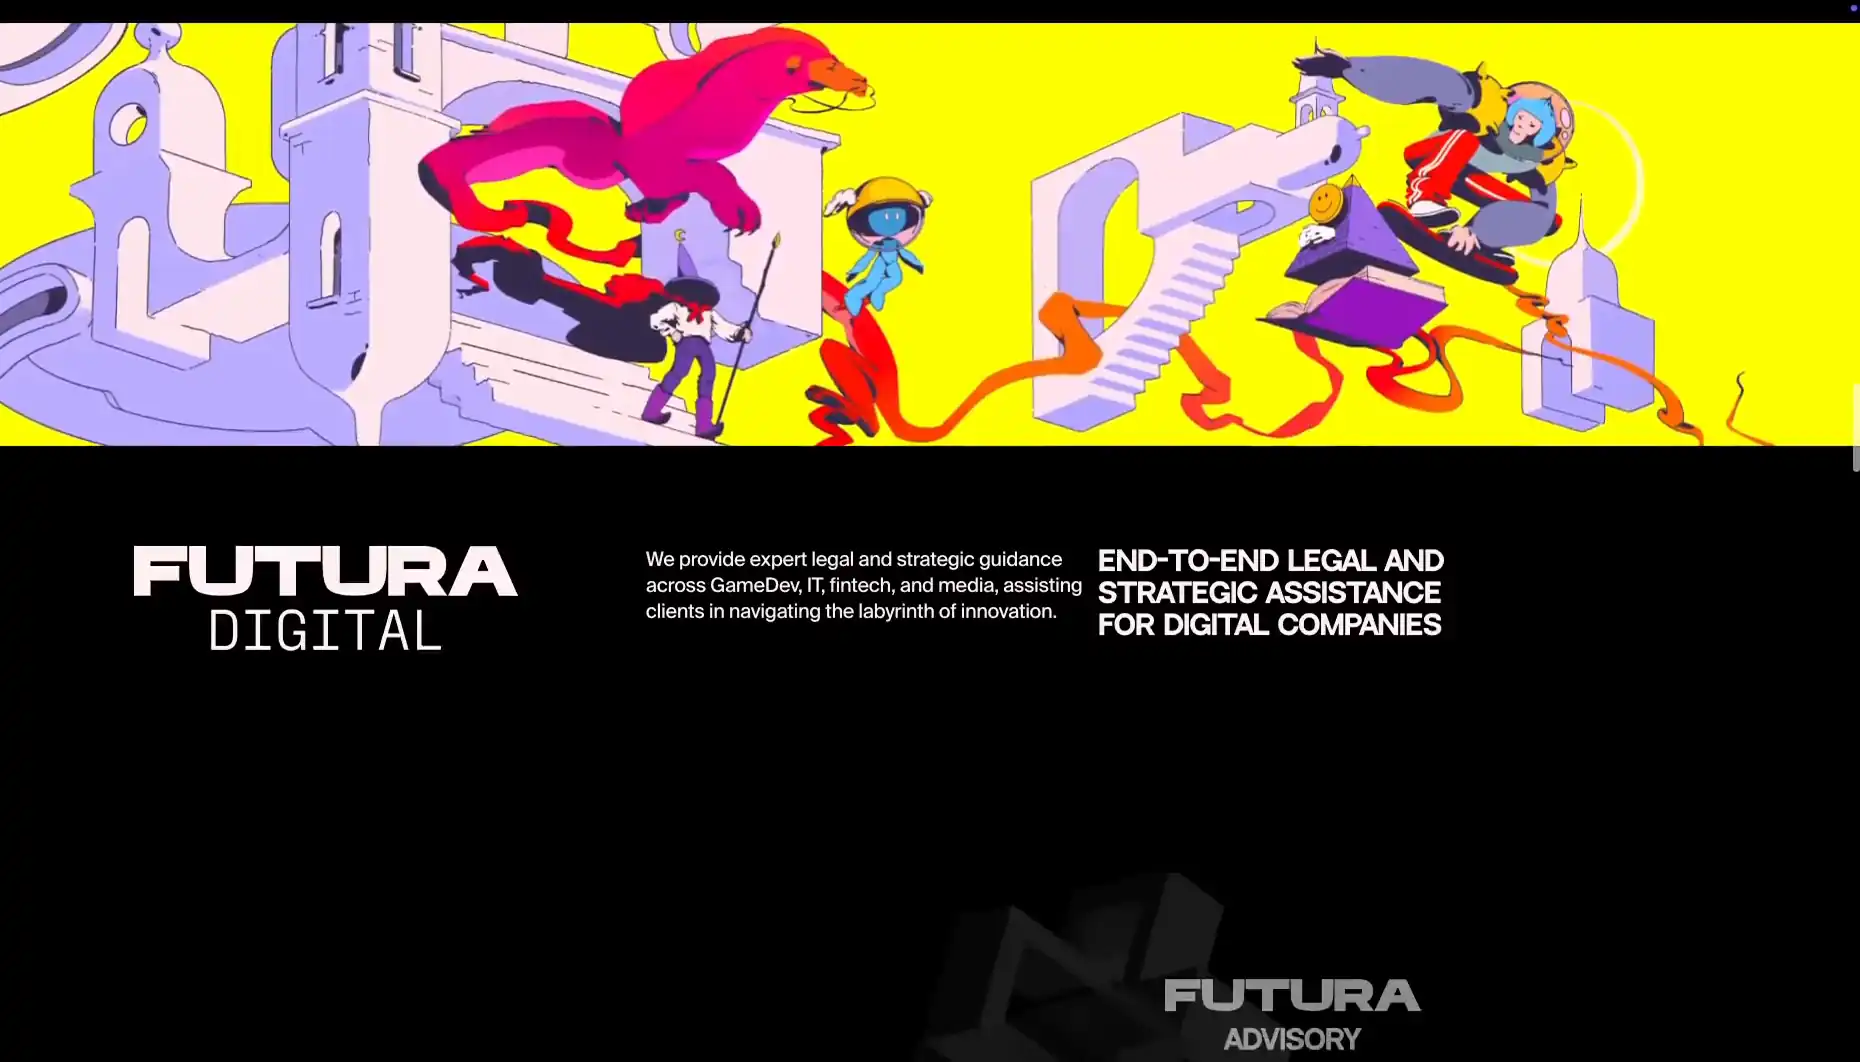 FUTURA
DIGITAL
We provide expert legal and strategic guidance
across GameDev, IT, fintech, and media, assisting
clients in navigating the labyrinth of innovation.
END-TO-END LEGAL AND
STRATEGIC ASSISTANCE
FOR DIGITAL COMPANIES
FUTURA
ADVISORY